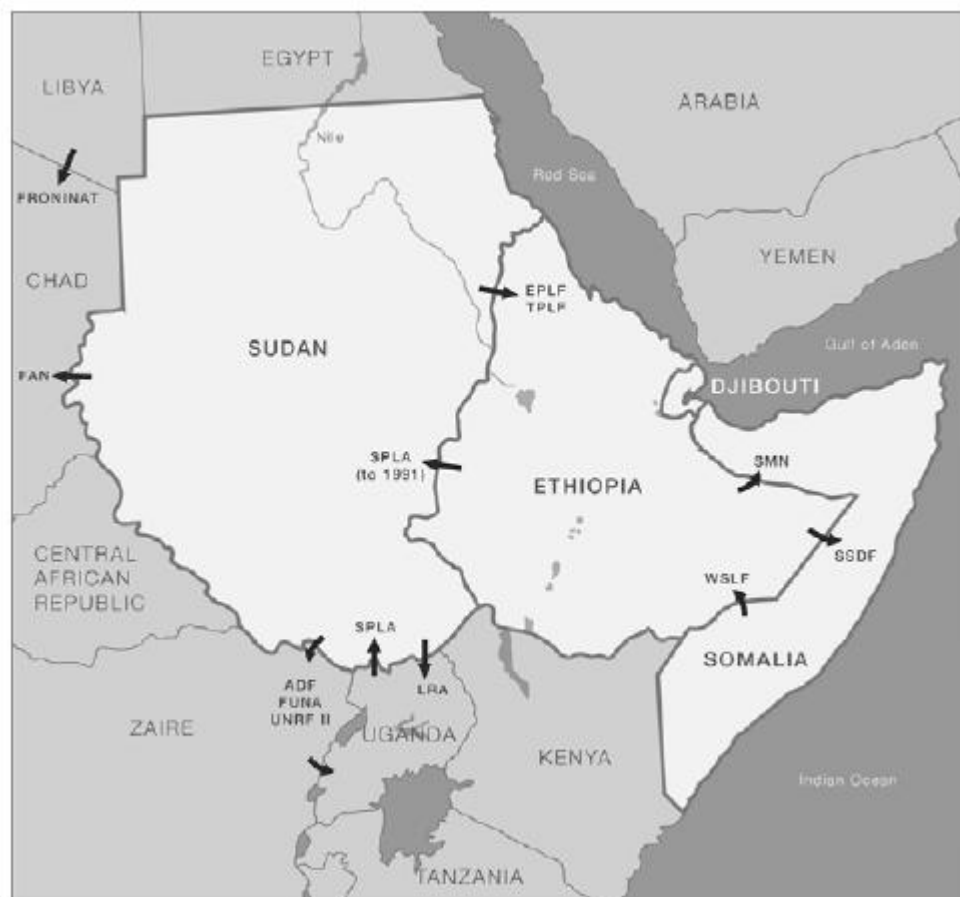 EGYPT
LIBYA
ARABIA
Nile
Red Sea
FRONINAT
YEMEN
CHAD
EPLF
TPLF
SUDAN
Gulf of Aden
FAN
DJIBOUTI
SPLA
(to 1991)
SMN
ETHIOPIA
CENTRAL
AFRICAN
REPUBLIC
SSDF
WSLF
SPLA
SOMALIA
ADF
FUNA
UNRF II
LRA
ZAIRE
UGANDA
KENYA
Indian Ocean
TANZANIA